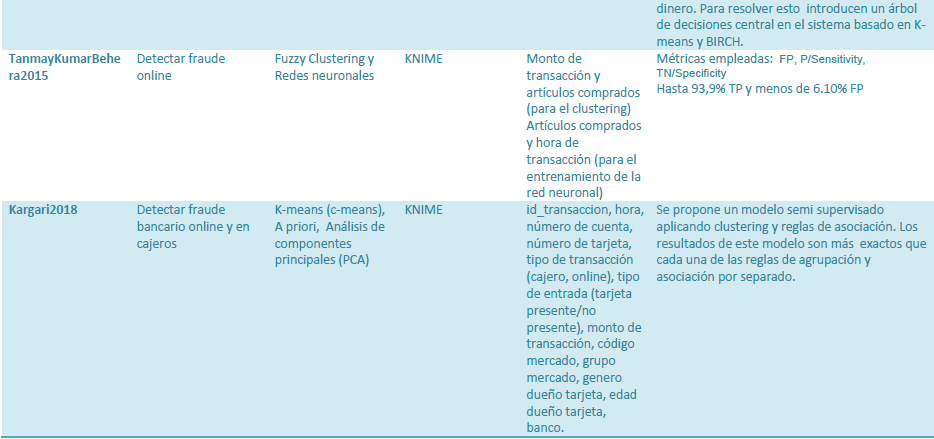 dinero. Para resolver esto introducen un árbol
de decisiones central en el sistema basado en K-
means y BIRCH.
TanmayKumarBehe
ra2015
Detectar fraude
online
Fuzzy Clustering y
Redes neuronales
KNIME
Monto de
transacción y
artículos comprados
(para el clustering)
Artículos comprados
y hora de
transacción (para el
entrenamiento de la
red neuronal)
Métricas empleadas: FP, P/Sensitivity,
TN/Specificity
Hasta 93,9% TP y menos de 6.10% FP
Kargari2018
Detectar fraude
bancario online y en
cajeros
K-means (c-means),
A priori, Análisis de
componentes
principales (PCA)
KNIME
id_transaccion, hora,
número de cuenta,
número de tarjeta,
tipo de transacción
(cajero, online), tipo
de entrada (tarjeta
presente/no
presente), monto de
transacción, código
mercado, grupo
mercado, genero
dueño tarjeta, edad
dueño tarjeta,
banco.
Se propone un modelo semi supervisado
aplicando clustering y reglas de asociación. Los
resultados de este modelo son más exactos que
cada una de las reglas de agrupación y
asociación por separado.